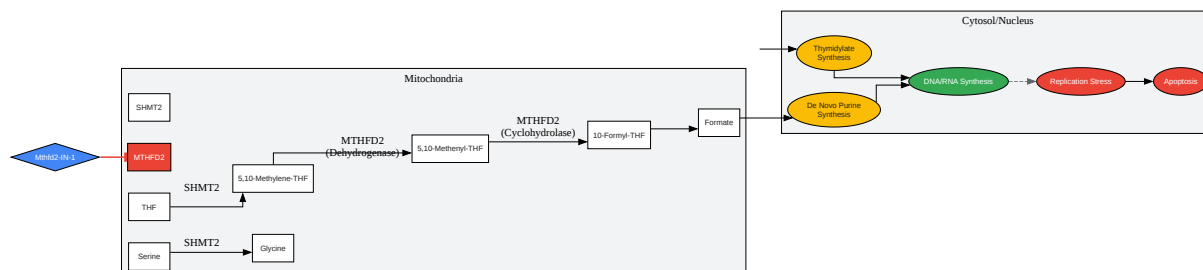 Cytosol/Nucleus
Thymidylate
Synthesis
DNA/RNA Synthesis
Replication Stress
Apoptosis
De Novo Purine
Synthesis
Mitochondria
SHMT2
MTHFD2
(Cyclohydrolase)
10-Formyl-THF
Formate
MTHFD2
(Dehydrogenase)
5,10-Methenyl-THF
Mthfd2-IN-1
MTHFD2
SHMT2
5,10-Methylene-THF
THF
SHMT2
Glycine
Serine